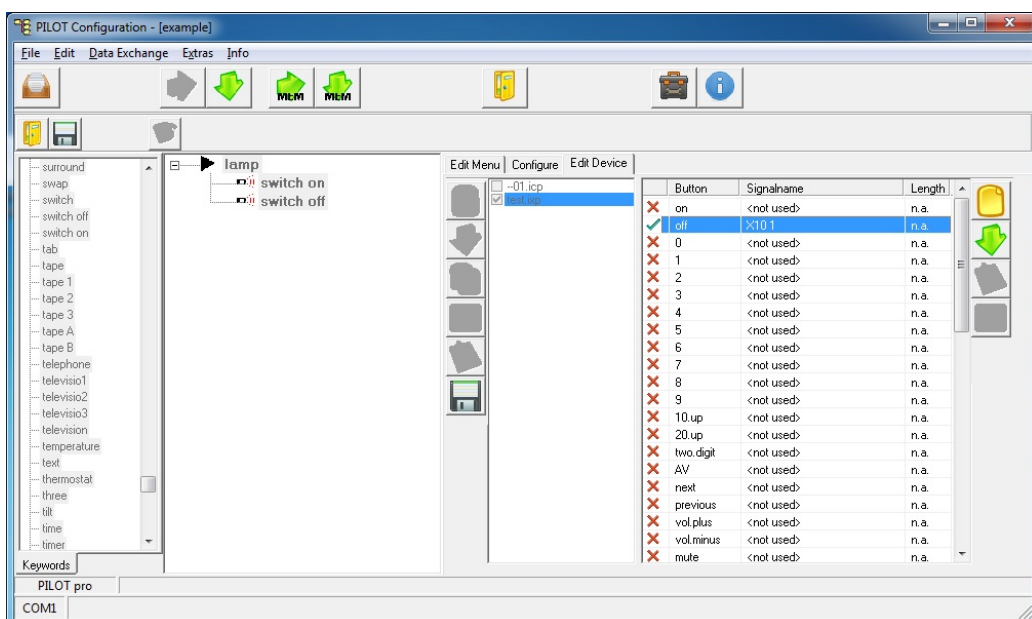 PILOT Configuration - [example]
File Edit Data Exchange Extras Info
MEM MEM
surround
swap
switch
switch off
switch on
tab
tape
tape 1
tape 2
tape 3
tape A
tape B
telephone
televisio1
televisio2
televisio3
television
temperature
text
thermostat
three
tilt
time
timer
Keywords
lamp
switch on
switch off
Edit Menu Configure Edit Device
--01.icp
test.ixp
Button Signalname Length
on <not used> n.a.
off X10 1 n.a.
0 <not used> n.a.
1 <not used> n.a.
2 <not used> n.a.
3 <not used> n.a.
4 <not used> n.a.
5 <not used> n.a.
6 <not used> n.a.
7 <not used> n.a.
8 <not used> n.a.
9 <not used> n.a.
10.up <not used> n.a.
20.up <not used> n.a.
two.digit <not used> n.a.
AV <not used> n.a.
next <not used> n.a.
previous <not used> n.a.
vol.plus <not used> n.a.
vol.minus <not used> n.a.
mute <not used> n.a.
PILOT pro
COM1